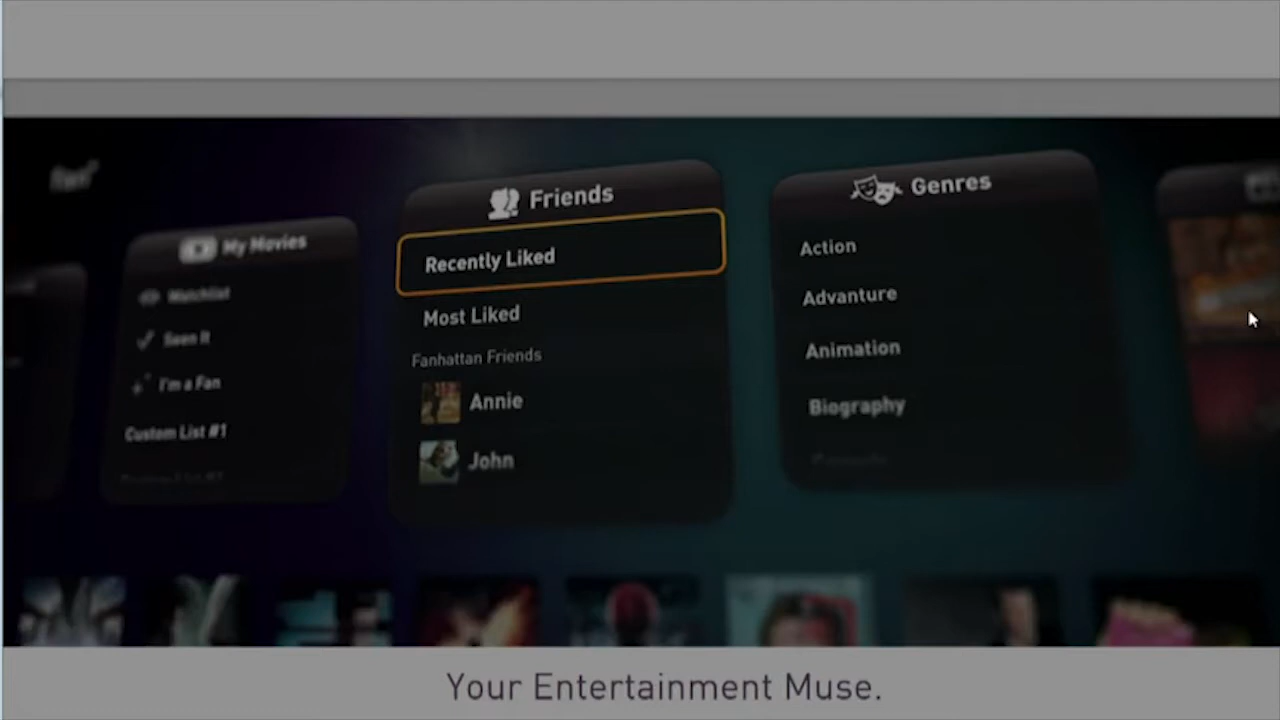 fan
My Movies
Watchlist
Seen It
I'm a Fan
Custom List #1
Friends
Recently Liked
Most Liked
Fanhattan Friends
Annie
John
Genres
Action
Advanture
Animation
Biography
Your Entertainment Muse.